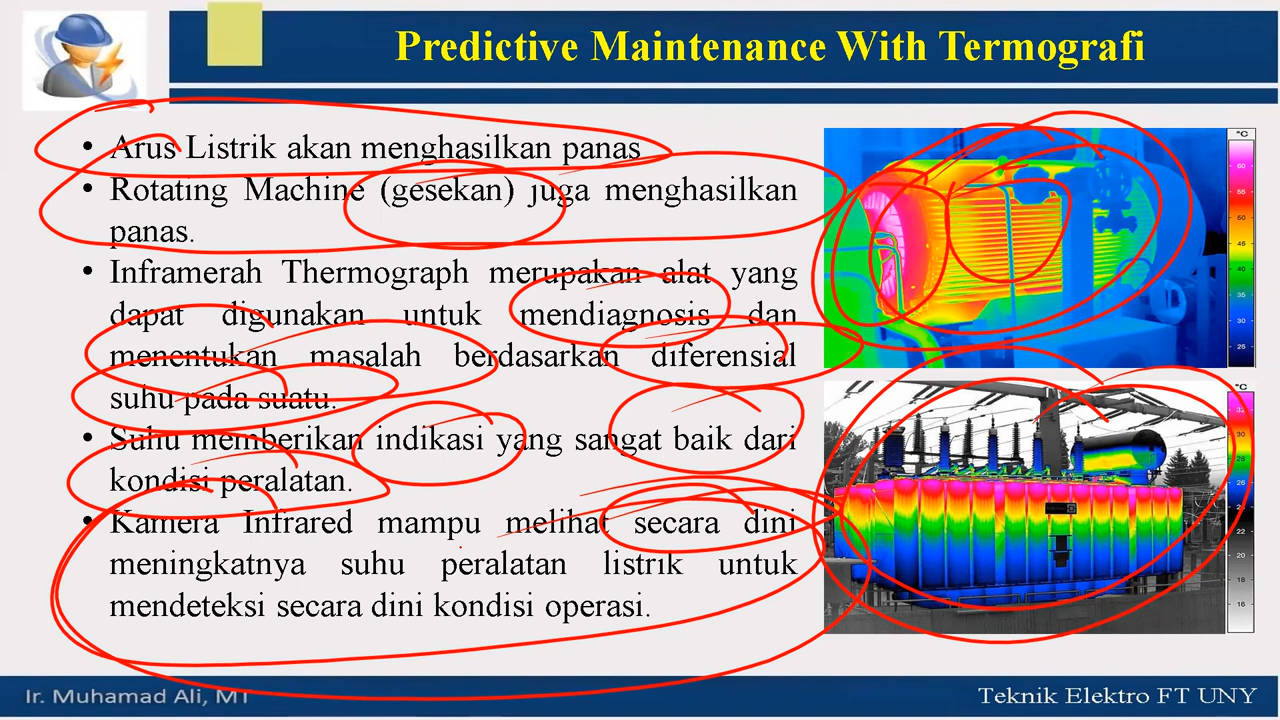 Predictive Maintenance With Termografi
• Arus Listrik akan menghasilkan panas
• Rotating Machine (gesekan) juga menghasilkan
panas.
• Inframerah Thermograph merupakan alat yang
dapat digunakan untuk mendiagnosis dan
menentukan masalah berdasarkan diferensial
suhu pada suatu.
• Suhu memberikan indikasi yang sangat baik dari
kondisi peralatan.
• Kamera Infrared mampu melihat secara dini
meningkatnya suhu peralatan listrik untuk
mendeteksi secara dini kondisi operasi.
°C
60
55
50
45
40
35
30
25
°C
30
28
26
22
20
18
16
Ir. Muhamad Ali, MT
Teknik Elektro FT UNY